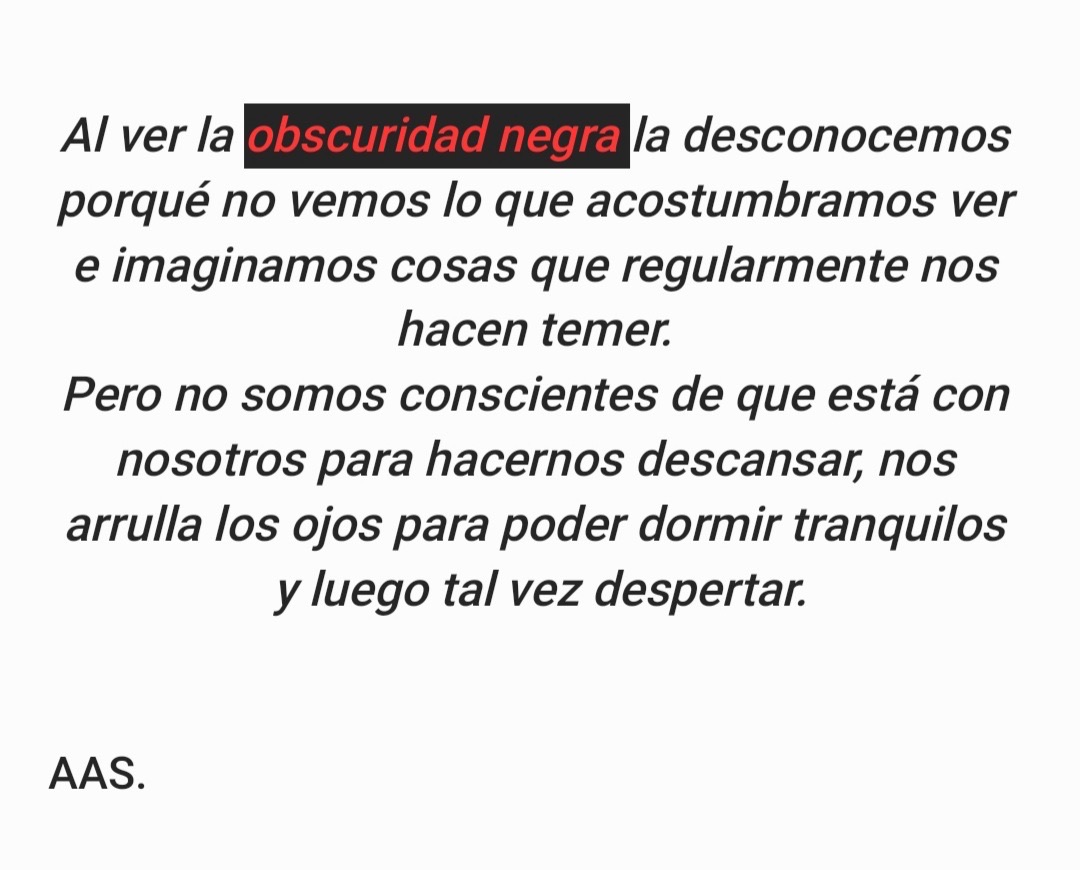 Al ver la obscuridad negra la desconocemos
porqué no vemos lo que acostumbramos ver
e imaginamos cosas que regularmente nos
hacen temer.
Pero no somos conscientes de que está con
nosotros para hacernos descansar, nos
arrulla los ojos para poder dormir tranquilos
y luego tal vez despertar.
AAS.